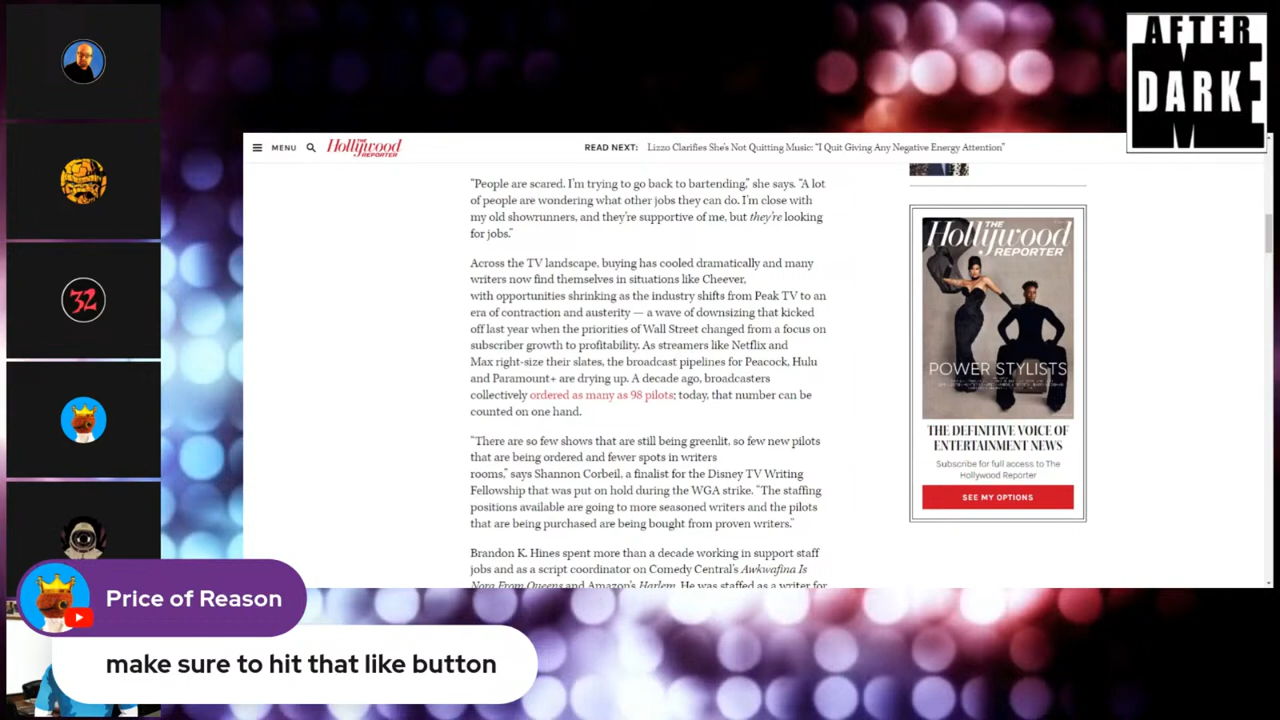 AFTER
DARK
ME
32
MENU
THE
Hollywood
REPORTER
READ NEXT: Lizzo Clarifies She's Not Quitting Music: "I Quit Giving Any Negative Energy Attention"
"People are scared. I'm trying to go back to bartending," she says. "A lot
of people are wondering what other jobs they can do. I'm close with
my old showrunners, and they're supportive of me, but they're looking
for jobs."
Across the TV landscape, buying has cooled dramatically and many
writers now find themselves in situations like Cheever,
with opportunities shrinking as the industry shifts from Peak TV to an
era of contraction and austerity — a wave of downsizing that kicked
off last year when the priorities of Wall Street changed from a focus on
subscriber growth to profitability. As streamers like Netflix and
Max right-size their slates, the broadcast pipelines for Peacock, Hulu
and Paramount+ are drying up. A decade ago, broadcasters
collectively ordered as many as 98 pilots; today, that number can be
counted on one hand.
"There are so few shows that are still being greenlit, so few new pilots
that are being ordered and fewer spots in writers
rooms," says Shannon Corbeil, a finalist for the Disney TV Writing
Fellowship that was put on hold during the WGA strike. "The staffing
positions available are going to more seasoned writers and the pilots
that are being purchased are being bought from proven writers."
Brandon K. Hines spent more than a decade working in support staff
jobs and as a script coordinator on Comedy Central's Awkwafina Is
Nora From Queens and Amazon's Harlem. He was staffed as a writer for
THE
Hollywood
REPORTER
POWER STYLISTS
THE DEFINITIVE VOICE OF
ENTERTAINMENT NEWS
Subscribe for full access to The
Hollywood Reporter
SEE MY OPTIONS
Price of Reason
make sure to hit that like button